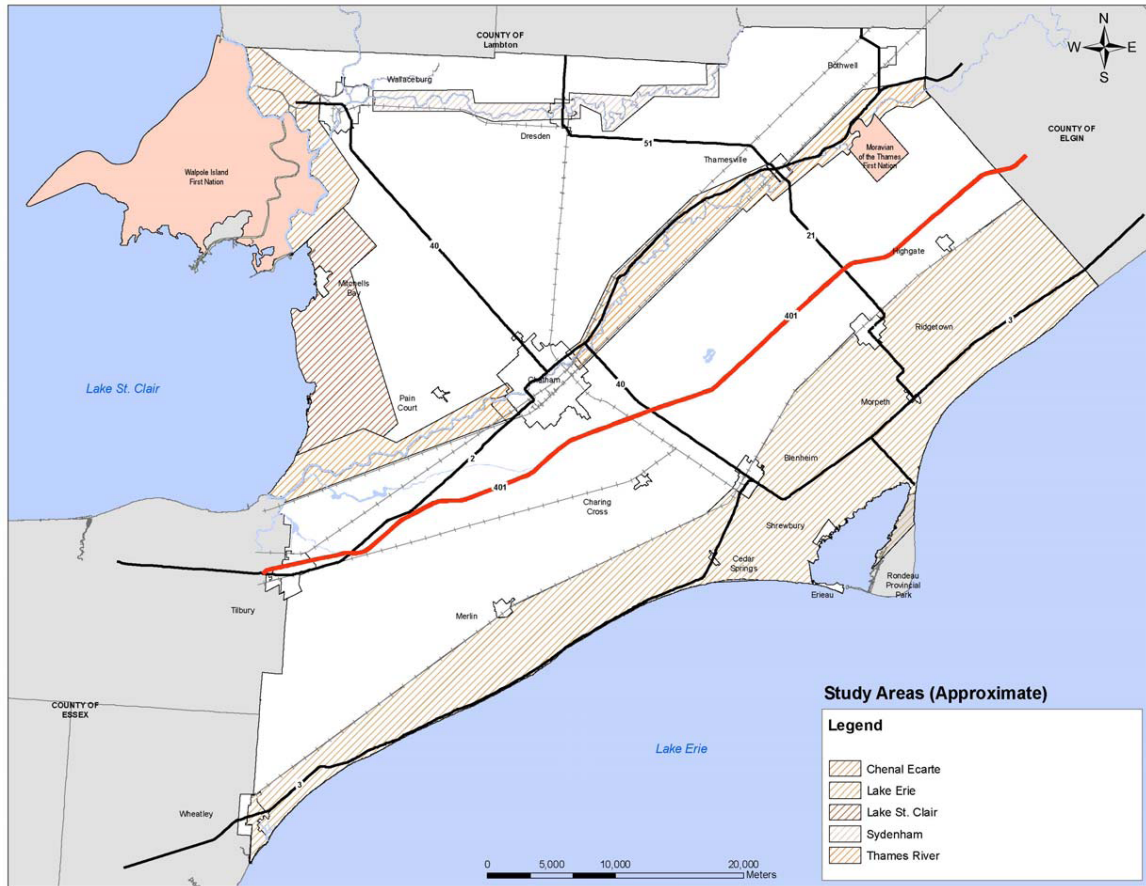 COUNTY OF
Lambton
N
W E
S
Wallaceburg
Bothwell
Dresden
COUNTY OF
ELGIN
51
Thamesville
Moravian
of the Thames
First Nation
Walpole Island
First Nation
21
40
Highgate
Mitchells
Bay
401
3
Ridgetown
Lake St. Clair
Chatham
40
Pain
Court
Morpeth
2
Blenheim
401
Charing
Cross
Shrewbury
Cedar
Springs
Rondeau
Provincial
Park
Erieau
Tilbury
Merlin
COUNTY OF
ESSEX
Lake Erie
3
Wheatley
Study Areas (Approximate)
Legend
Chenal Ecarte
Lake Erie
Lake St. Clair
Sydenham
Thames River
0 5,000 10,000 20,000
Meters